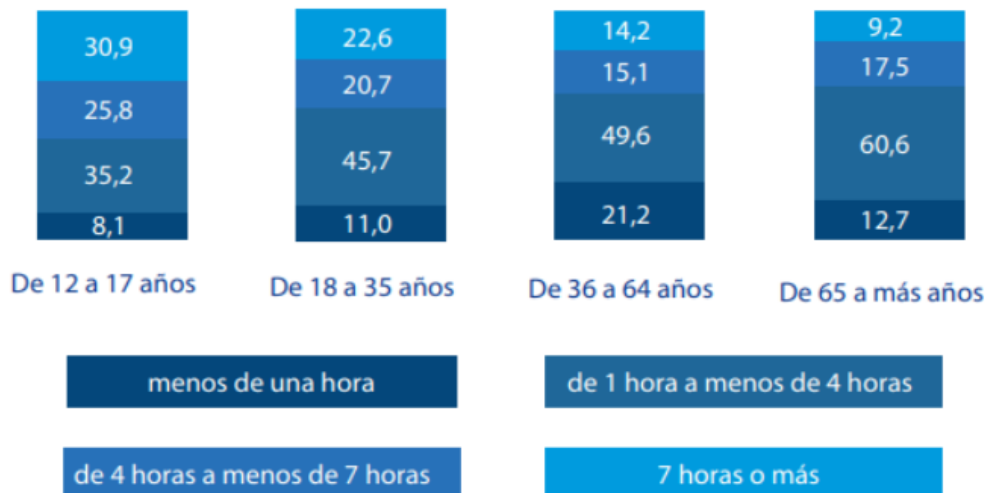 30,9 22,6 14,2 9,2
25,8 20,7 15,1 17,5
35,2 45,7 49,6 60,6
8,1 11,0 21,2 12,7
De 12 a 17 años De 18 a 35 años De 36 a 64 años De 65 a más años
menos de una hora de 1 hora a menos de 4 horas
de 4 horas a menos de 7 horas 7 horas o más